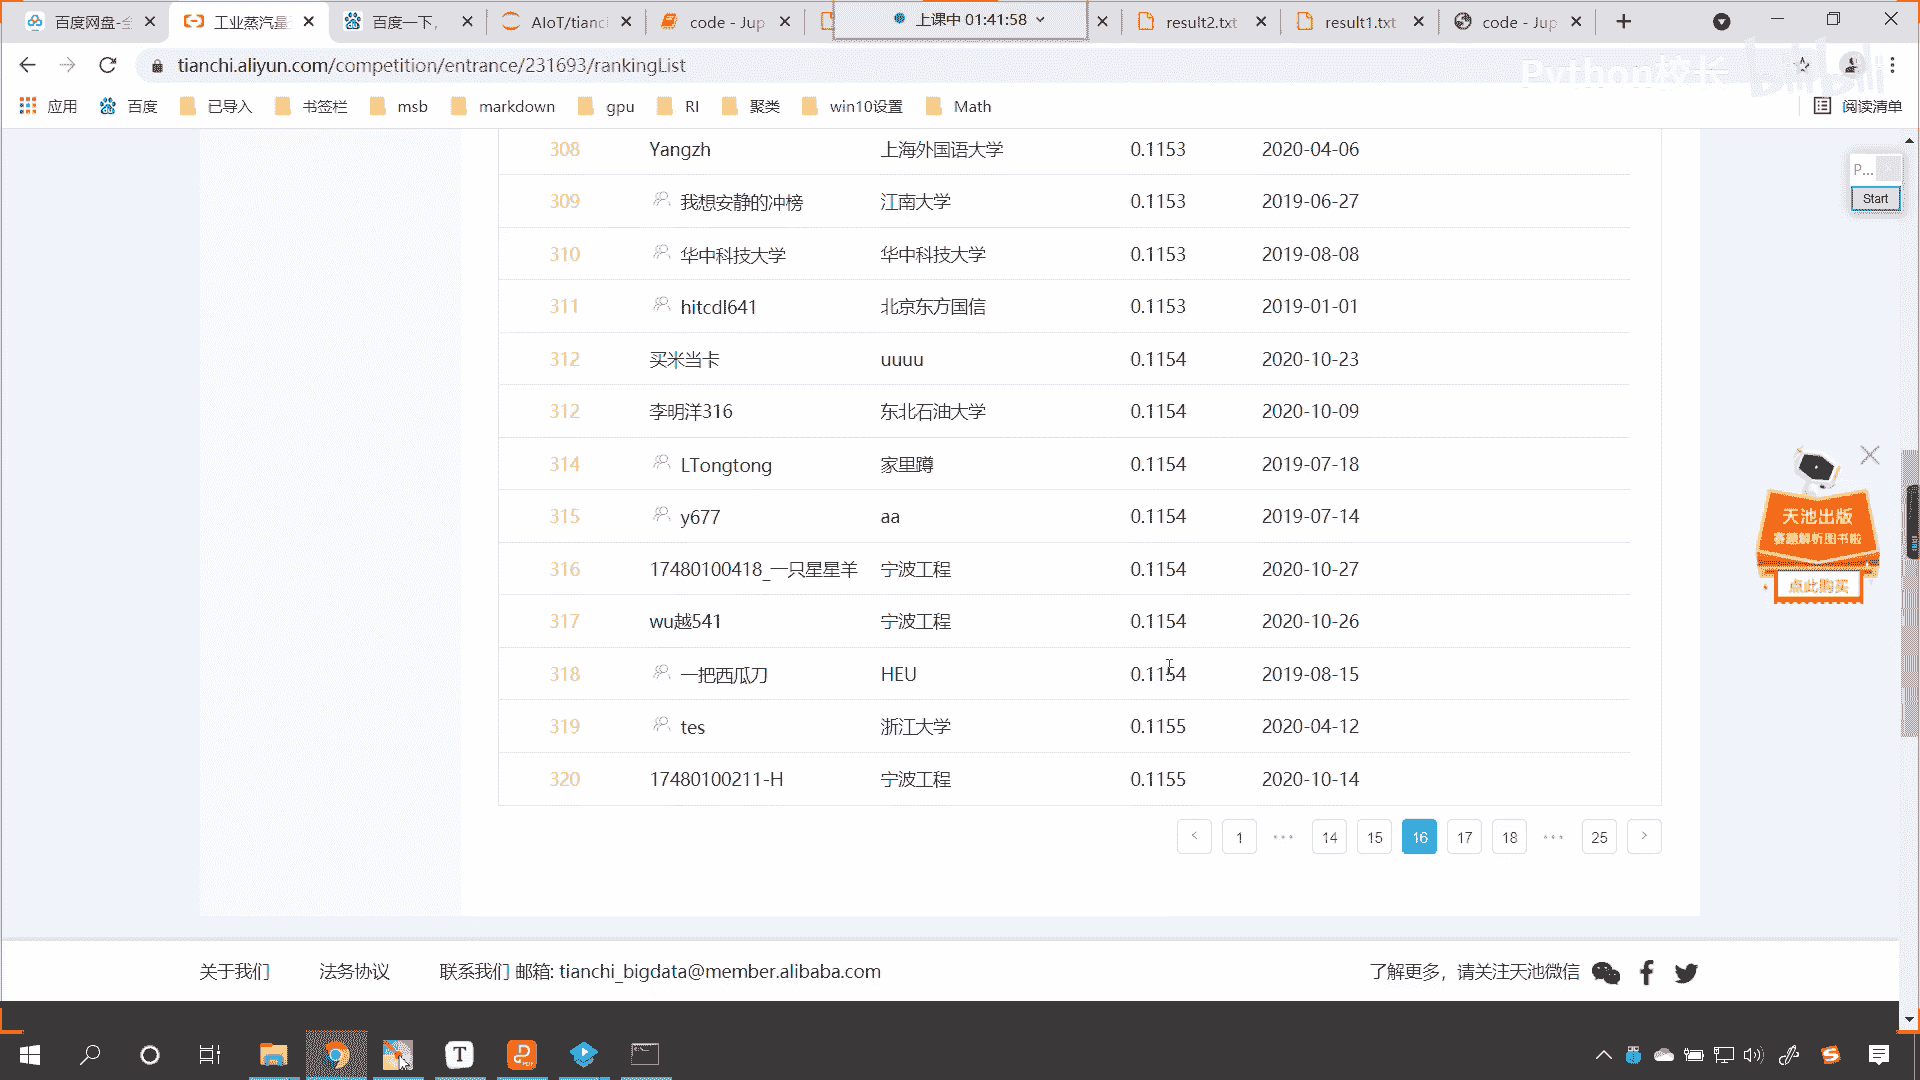 百度网盘-全
工业蒸汽量
百度一下,
AIoT/tianc
code - Jup
上课中 01:41:58
result2.txt
result1.txt
code - Jup
tianchi.aliyun.com/competition/entrance/231693/rankingList
Python校长
bilibili
应用
百度
已导入
书签栏
msb
markdown
gpu
RI
聚类
win10设置
Math
阅读清单
308 Yangzh 上海外国语大学 0.1153 2020-04-06
309 我想安静的冲榜 江南大学 0.1153 2019-06-27
310 华中科技大学 华中科技大学 0.1153 2019-08-08
311 hitcdl641 北京东方国信 0.1153 2019-01-01
312 买米当卡 uuuu 0.1154 2020-10-23
312 李明洋316 东北石油大学 0.1154 2020-10-09
314 LTongtong 家里蹲 0.1154 2019-07-18
315 y677 aa 0.1154 2019-07-14
316 17480100418_一只星星羊 宁波工程 0.1154 2020-10-27
317 wu越541 宁波工程 0.1154 2020-10-26
318 一把西瓜刀 HEU 0.1154 2019-08-15
319 tes 浙江大学 0.1155 2020-04-12
320 17480100211-H 宁波工程 0.1155 2020-10-14
P...
Start
天池出版
赛题解析图书啦
点此购买
< 1 ··· 14 15 16 17 18 ··· 25 >
关于我们
法务协议
联系我们 邮箱: tianchi_bigdata@member.alibaba.com
了解更多，请关注天池微信